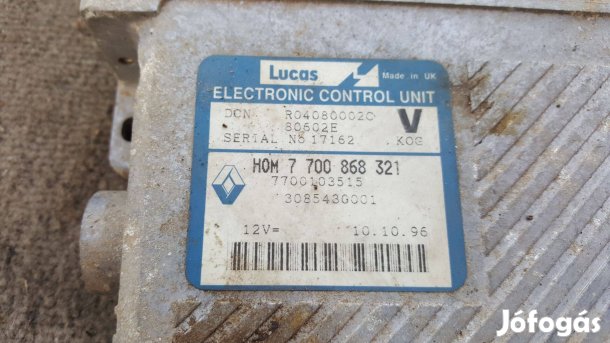 Lucas
Made in UK
ELECTRONIC CONTROL UNIT
DCN R04080002C V
80602E
SERIAL NO 17162 .KOG
HOM 7 700 868 321
7700103515
3085430001
12V= 10.10.96
Jófogás